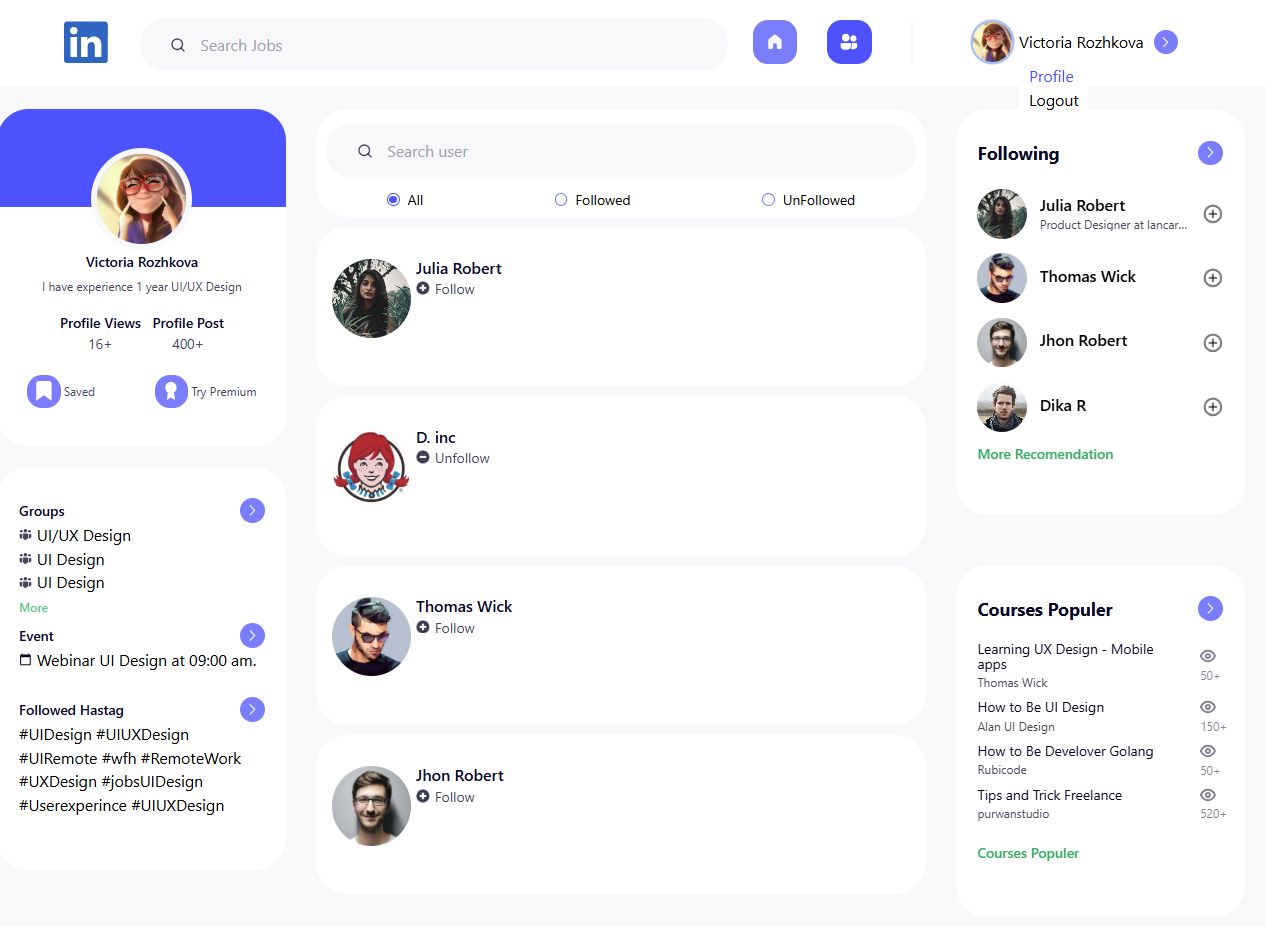 in
Search Jobs
Victoria Rozhkova
Profile
Logout
Victoria Rozhkova
I have experience 1 year UI/UX Design
Profile Views Profile Post
16+ 400+
Saved Try Premium
Groups
UI/UX Design
UI Design
UI Design
More
Event
Webinar UI Design at 09:00 am.
Followed Hastag
#UIDesign #UIUXDesign
#UIRemote #wfh #RemoteWork
#UXDesign #jobsUIDesign
#Userexperince #UIUXDesign
Search user
All Followed UnFollowed
Julia Robert
Follow
D. inc
Unfollow
Thomas Wick
Follow
Jhon Robert
Follow
Following
Julia Robert
Product Designer at lancar...
Thomas Wick
Jhon Robert
Dika R
More Recomendation
Courses Populer
Learning UX Design - Mobile
apps
50+
Thomas Wick
How to Be UI Design
Alan UI Design 150+
How to Be Develover Golang
Rubicode 50+
Tips and Trick Freelance
purwanstudio 520+
Courses Populer